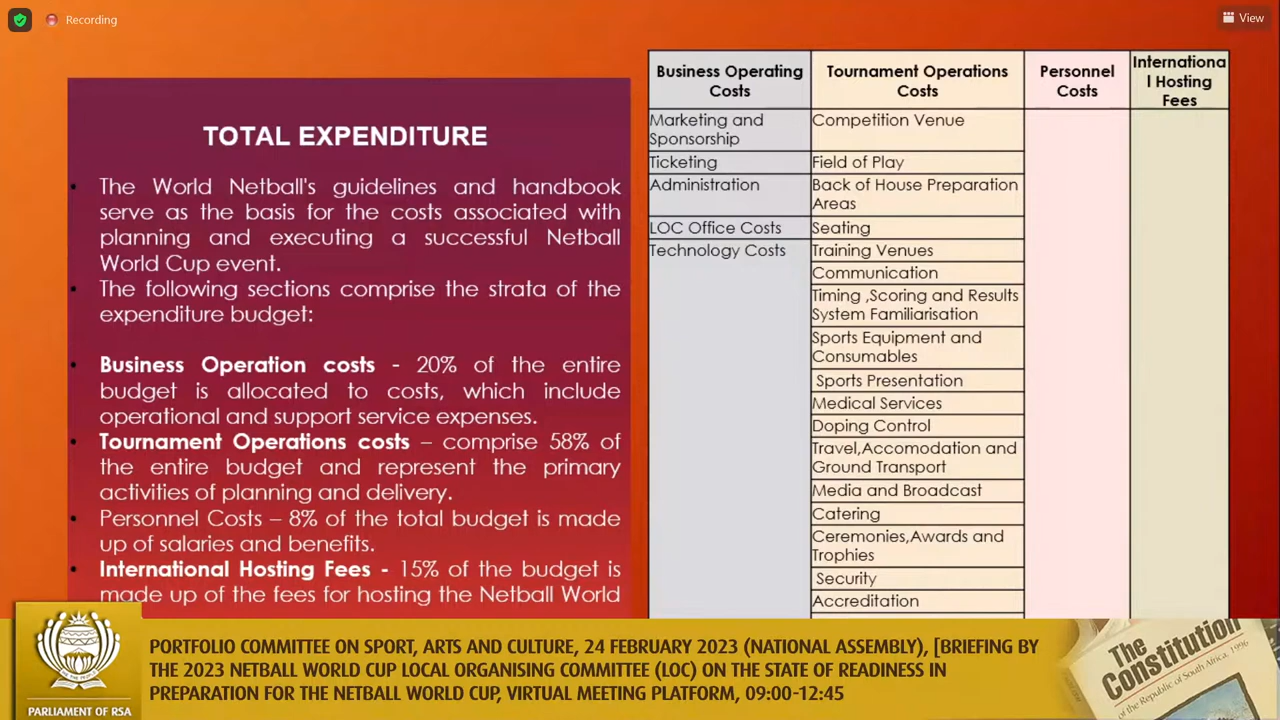 Recording
View
TOTAL EXPENDITURE
• The World Netball's guidelines and handbook
serve as the basis for the costs associated with
planning and executing a successful Netball
World Cup event.
• The following sections comprise the strata of the
expenditure budget:
• Business Operation costs - 20% of the entire
budget is allocated to costs, which include
operational and support service expenses.
• Tournament Operations costs – comprise 58% of
the entire budget and represent the primary
activities of planning and delivery.
• Personnel Costs – 8% of the total budget is made
up of salaries and benefits.
• International Hosting Fees - 15% of the budget is
made up of the fees for hosting the Netball World
Business Operating
Costs
Tournament Operations
Costs
Personnel
Costs
Internationa
l Hosting
Fees
Marketing and
Sponsorship
Competition Venue
Ticketing
Field of Play
Administration
Back of House Preparation
Areas
LOC Office Costs
Seating
Technology Costs
Training Venues
Communication
Timing ,Scoring and Results
System Familiarisation
Sports Equipment and
Consumables
Sports Presentation
Medical Services
Doping Control
Travel,Accomodation and
Ground Transport
Media and Broadcast
Catering
Ceremonies,Awards and
Trophies
Security
Accreditation
PORTFOLIO COMMITTEE ON SPORT, ARTS AND CULTURE, 24 FEBRUARY 2023 (NATIONAL ASSEMBLY), [BRIEFING BY
THE 2023 NETBALL WORLD CUP LOCAL ORGANISING COMMITTEE (LOC) ON THE STATE OF READINESS IN
PREPARATION FOR THE NETBALL WORLD CUP, VIRTUAL MEETING PLATFORM, 09:00-12:45
PARLIAMENT OF RSA
The
Constitution
of the Republic of South Africa, 1996